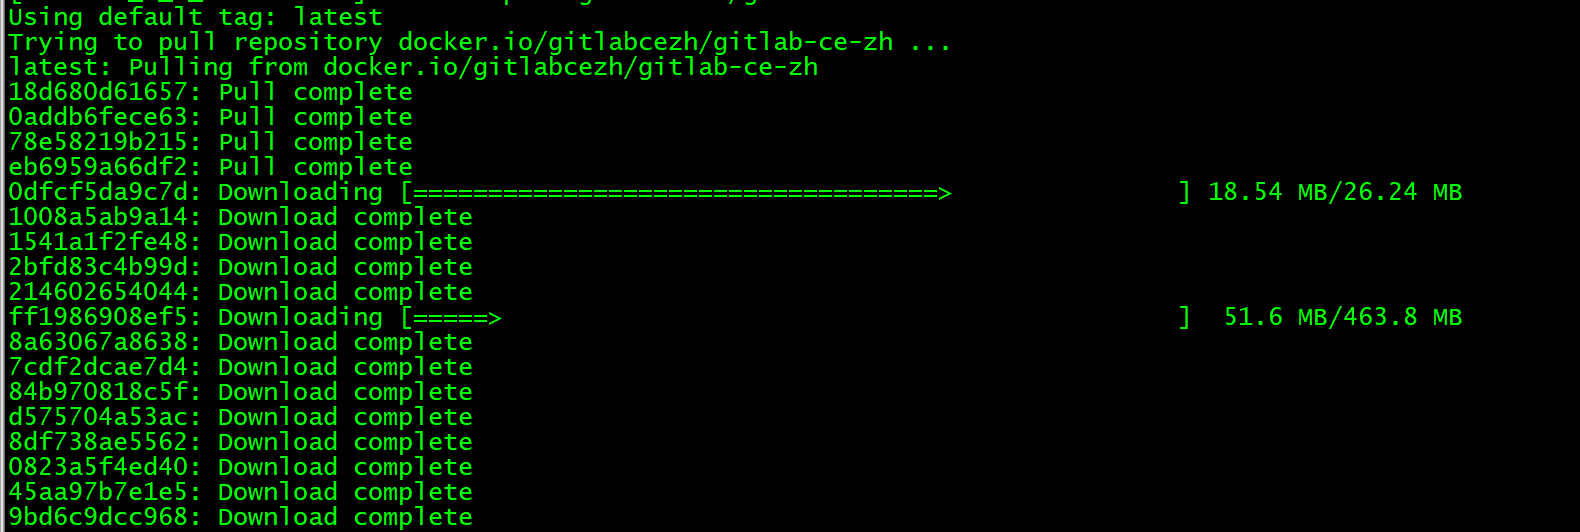 Using default tag: latest
Trying to pull repository docker.io/gitlabcezh/gitlab-ce-zh ...
latest: Pulling from docker.io/gitlabcezh/gitlab-ce-zh
18d680d61657: Pull complete
0addb6fece63: Pull complete
78e58219b215: Pull complete
eb6959a66df2: Pull complete
0dfcf5da9c7d: Downloading [===================================>               ] 18.54 MB/26.24 MB
1008a5ab9a14: Download complete
1541a1f2fe48: Download complete
2bfd83c4b99d: Download complete
214602654044: Download complete
ff1986908ef5: Downloading [=====>                                             ]  51.6 MB/463.8 MB
8a63067a8638: Download complete
7cdf2dcae7d4: Download complete
84b970818c5f: Download complete
d575704a53ac: Download complete
8df738ae5562: Download complete
0823a5f4ed40: Download complete
45aa97b7e1e5: Download complete
9bd6c9dcc968: Download complete